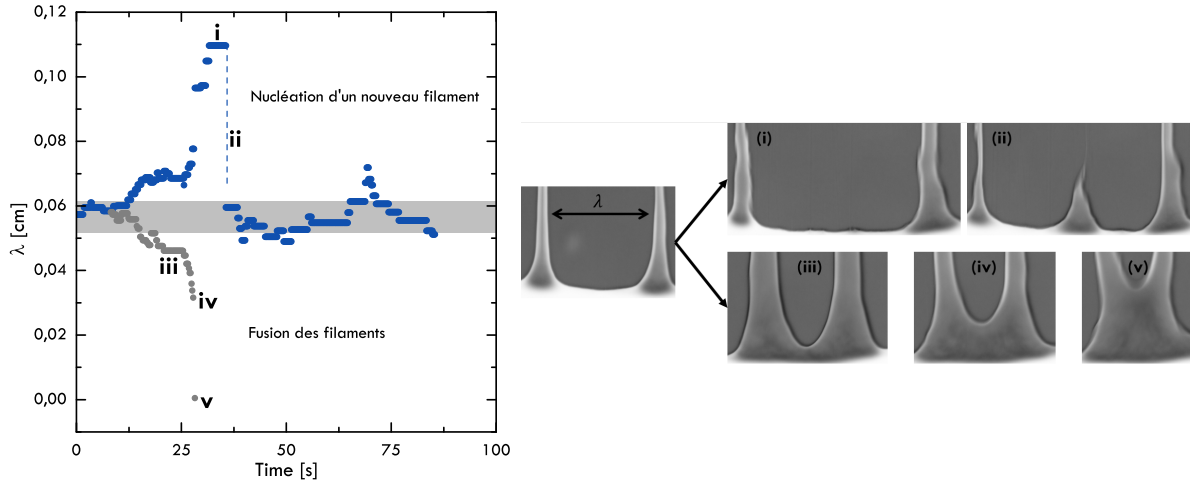 0,12
0,10
0,08
0,06
0,04
0,02
0,00
λ [cm]
0
25
50
75
100
Time [s]
i
ii
iii
iv
v
Nucléation d'un nouveau filament
Fusion des filaments
λ
(i)
(ii)
(iii)
(iv)
(v)